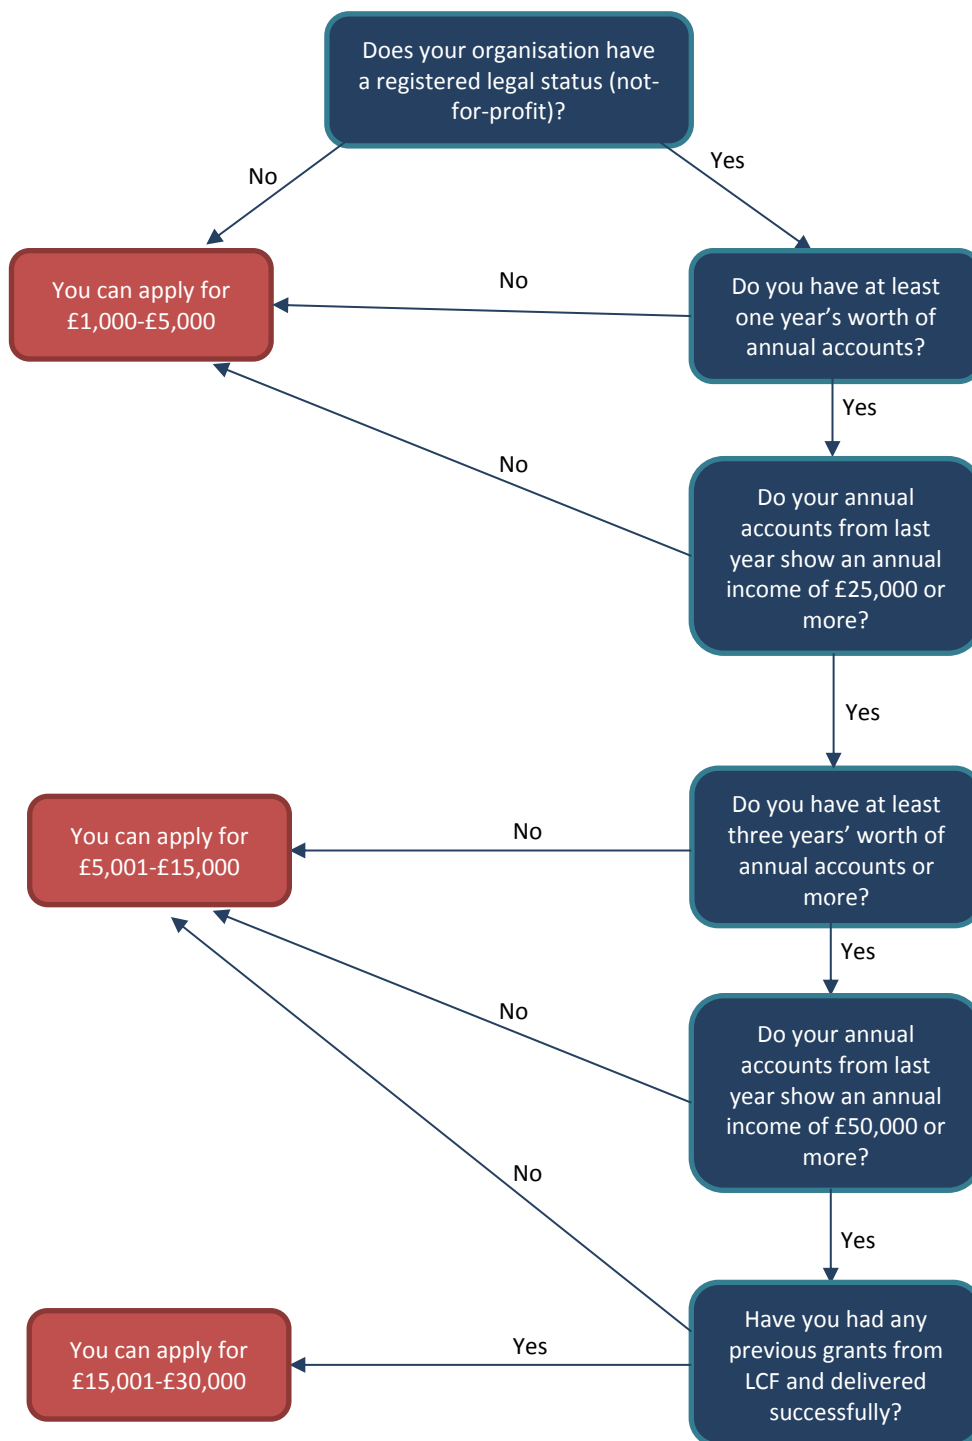 Does your organisation have
a registered legal status (not-
for-profit)?
No
Yes
You can apply for
£1,000-£5,000
No
Do you have at least
one year’s worth of
annual accounts?
Yes
No
Do your annual
accounts from last
year show an annual
income of £25,000 or
more?
Yes
You can apply for
£5,001-£15,000
No
Do you have at least
three years’ worth of
annual accounts or
more?
Yes
No
Do your annual
accounts from last
year show an annual
income of £50,000 or
more?
No
Yes
You can apply for
£15,001-£30,000
Yes
Have you had any
previous grants from
LCF and delivered
successfully?